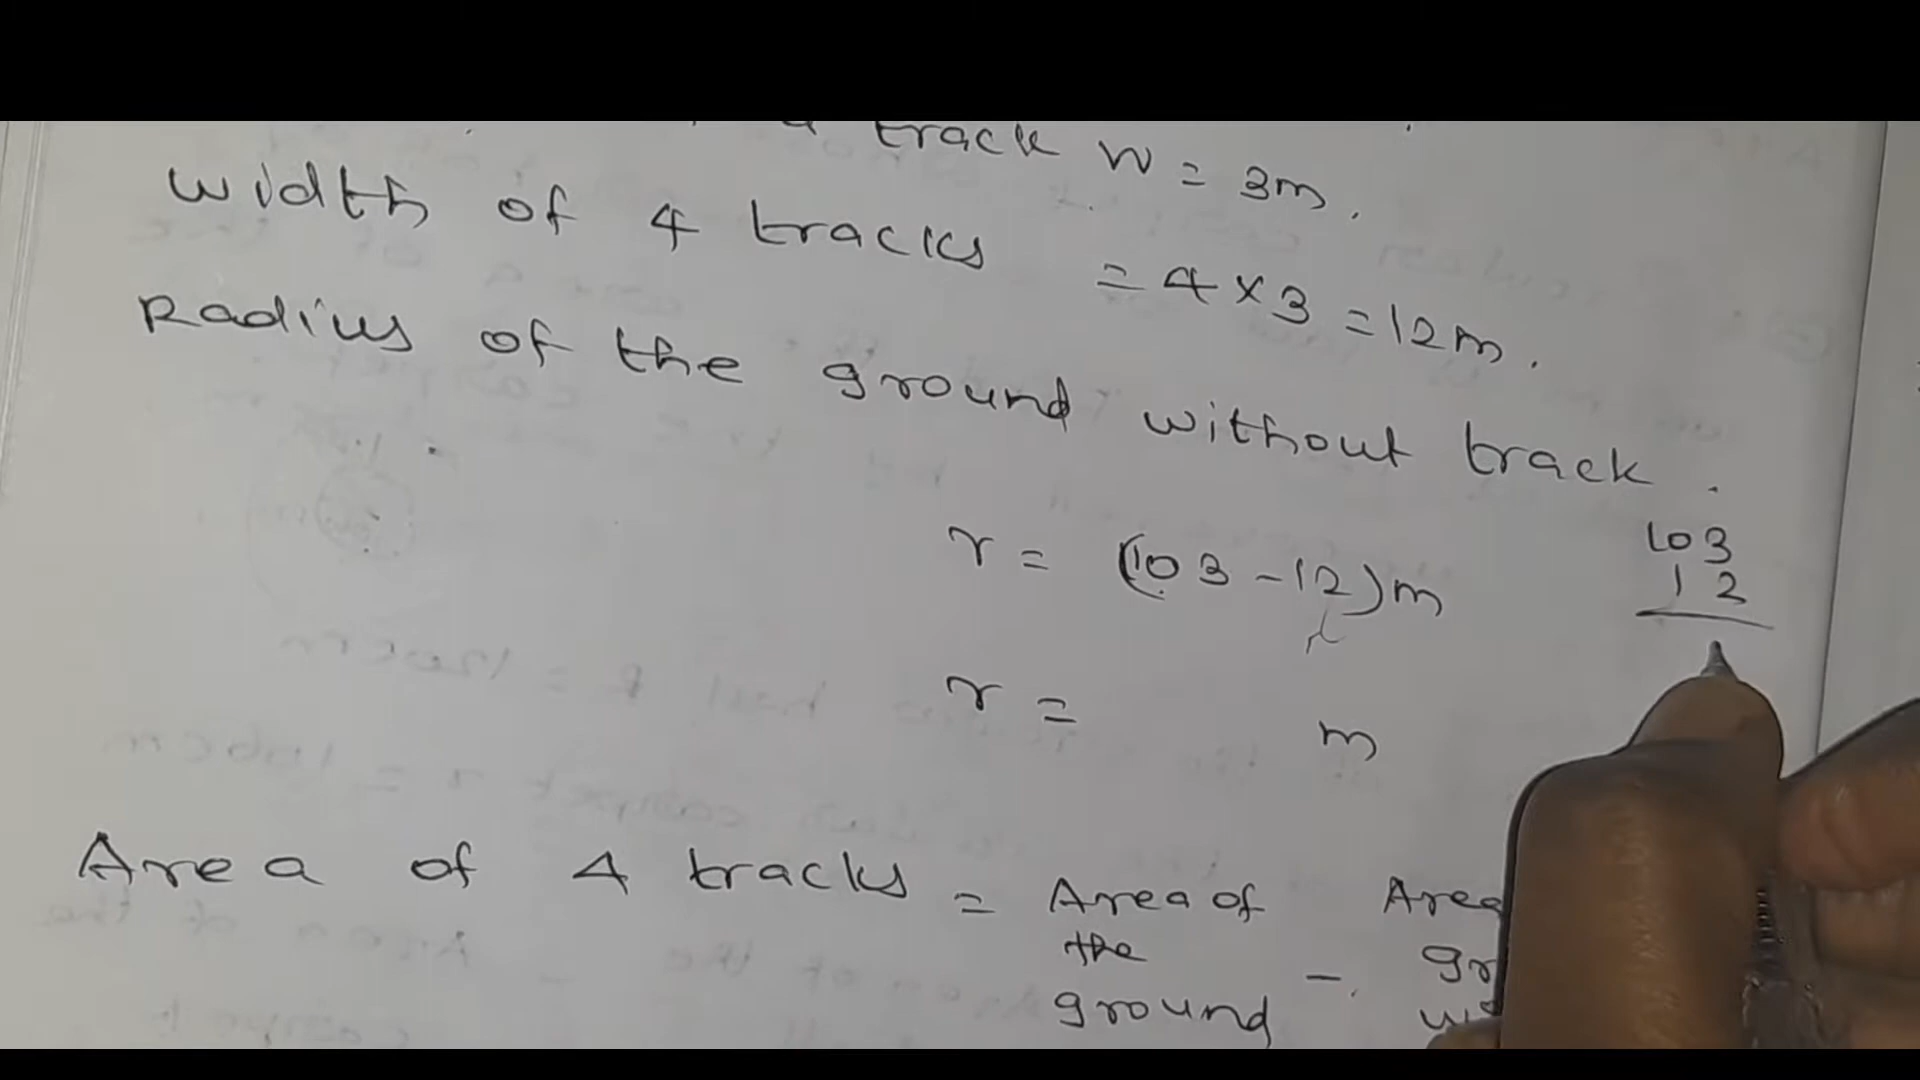 track W = 3m.
width of 4 tracks = 4 × 3 = 12m.
Radius of the ground without track.
r = (103 - 12)m
103
12
r = m
Area of 4 tracks = Area of the ground - Area